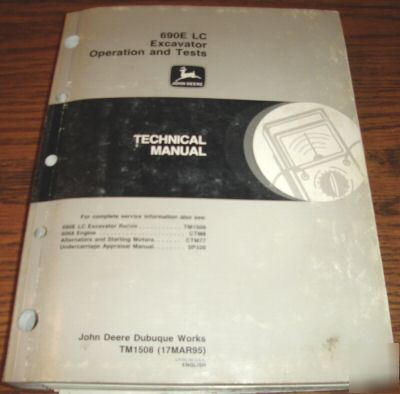 690E LC
Excavator
Operation and Tests
JOHN DEERE
TECHNICAL
MANUAL
For complete service information also see:
690E LC Excavator Repair . . . . . . . . . . . . TM1509
6068 Engine . . . . . . . . . . . . . . . . . . . . . . CTM8
Alternators and Starting Motors . . . . . . . CTM77
Undercarriage Appraisal Manual . . . . . . . SP326
John Deere Dubuque Works
TM1508 (17MAR95)
ENGLISH